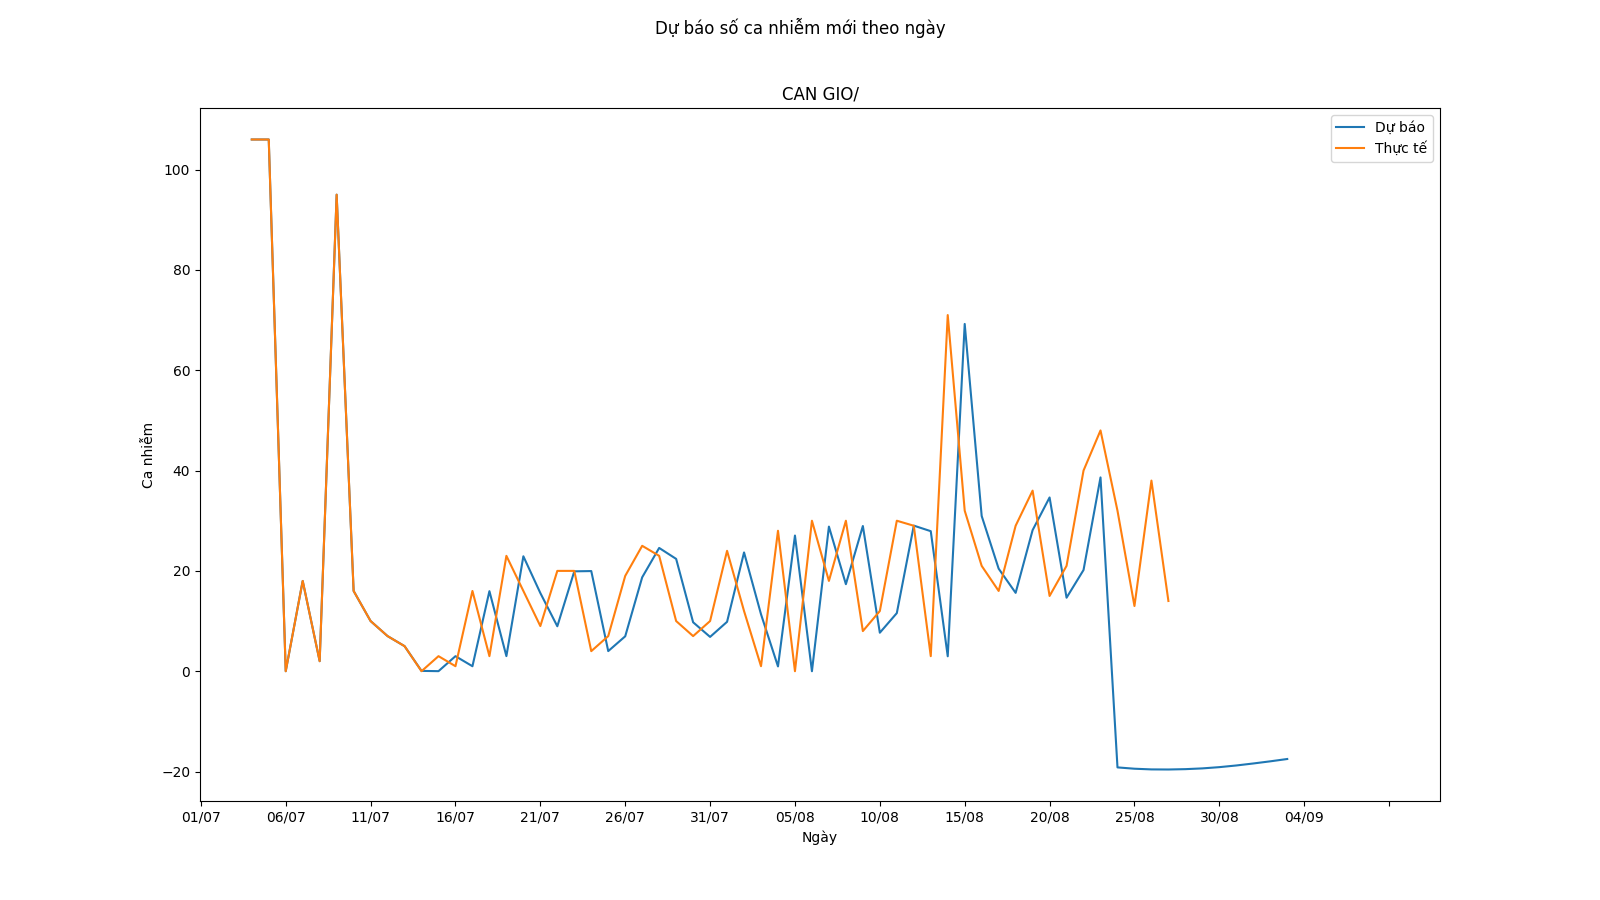 Dự báo số ca nhiễm mới theo ngày
CAN GIO/
Dự báo
Thực tế
100
80
60
40
20
0
−20
Ca nhiễm
01/07 06/07 11/07 16/07 21/07 26/07 31/07 05/08 10/08 15/08 20/08 25/08 30/08 04/09
Ngày